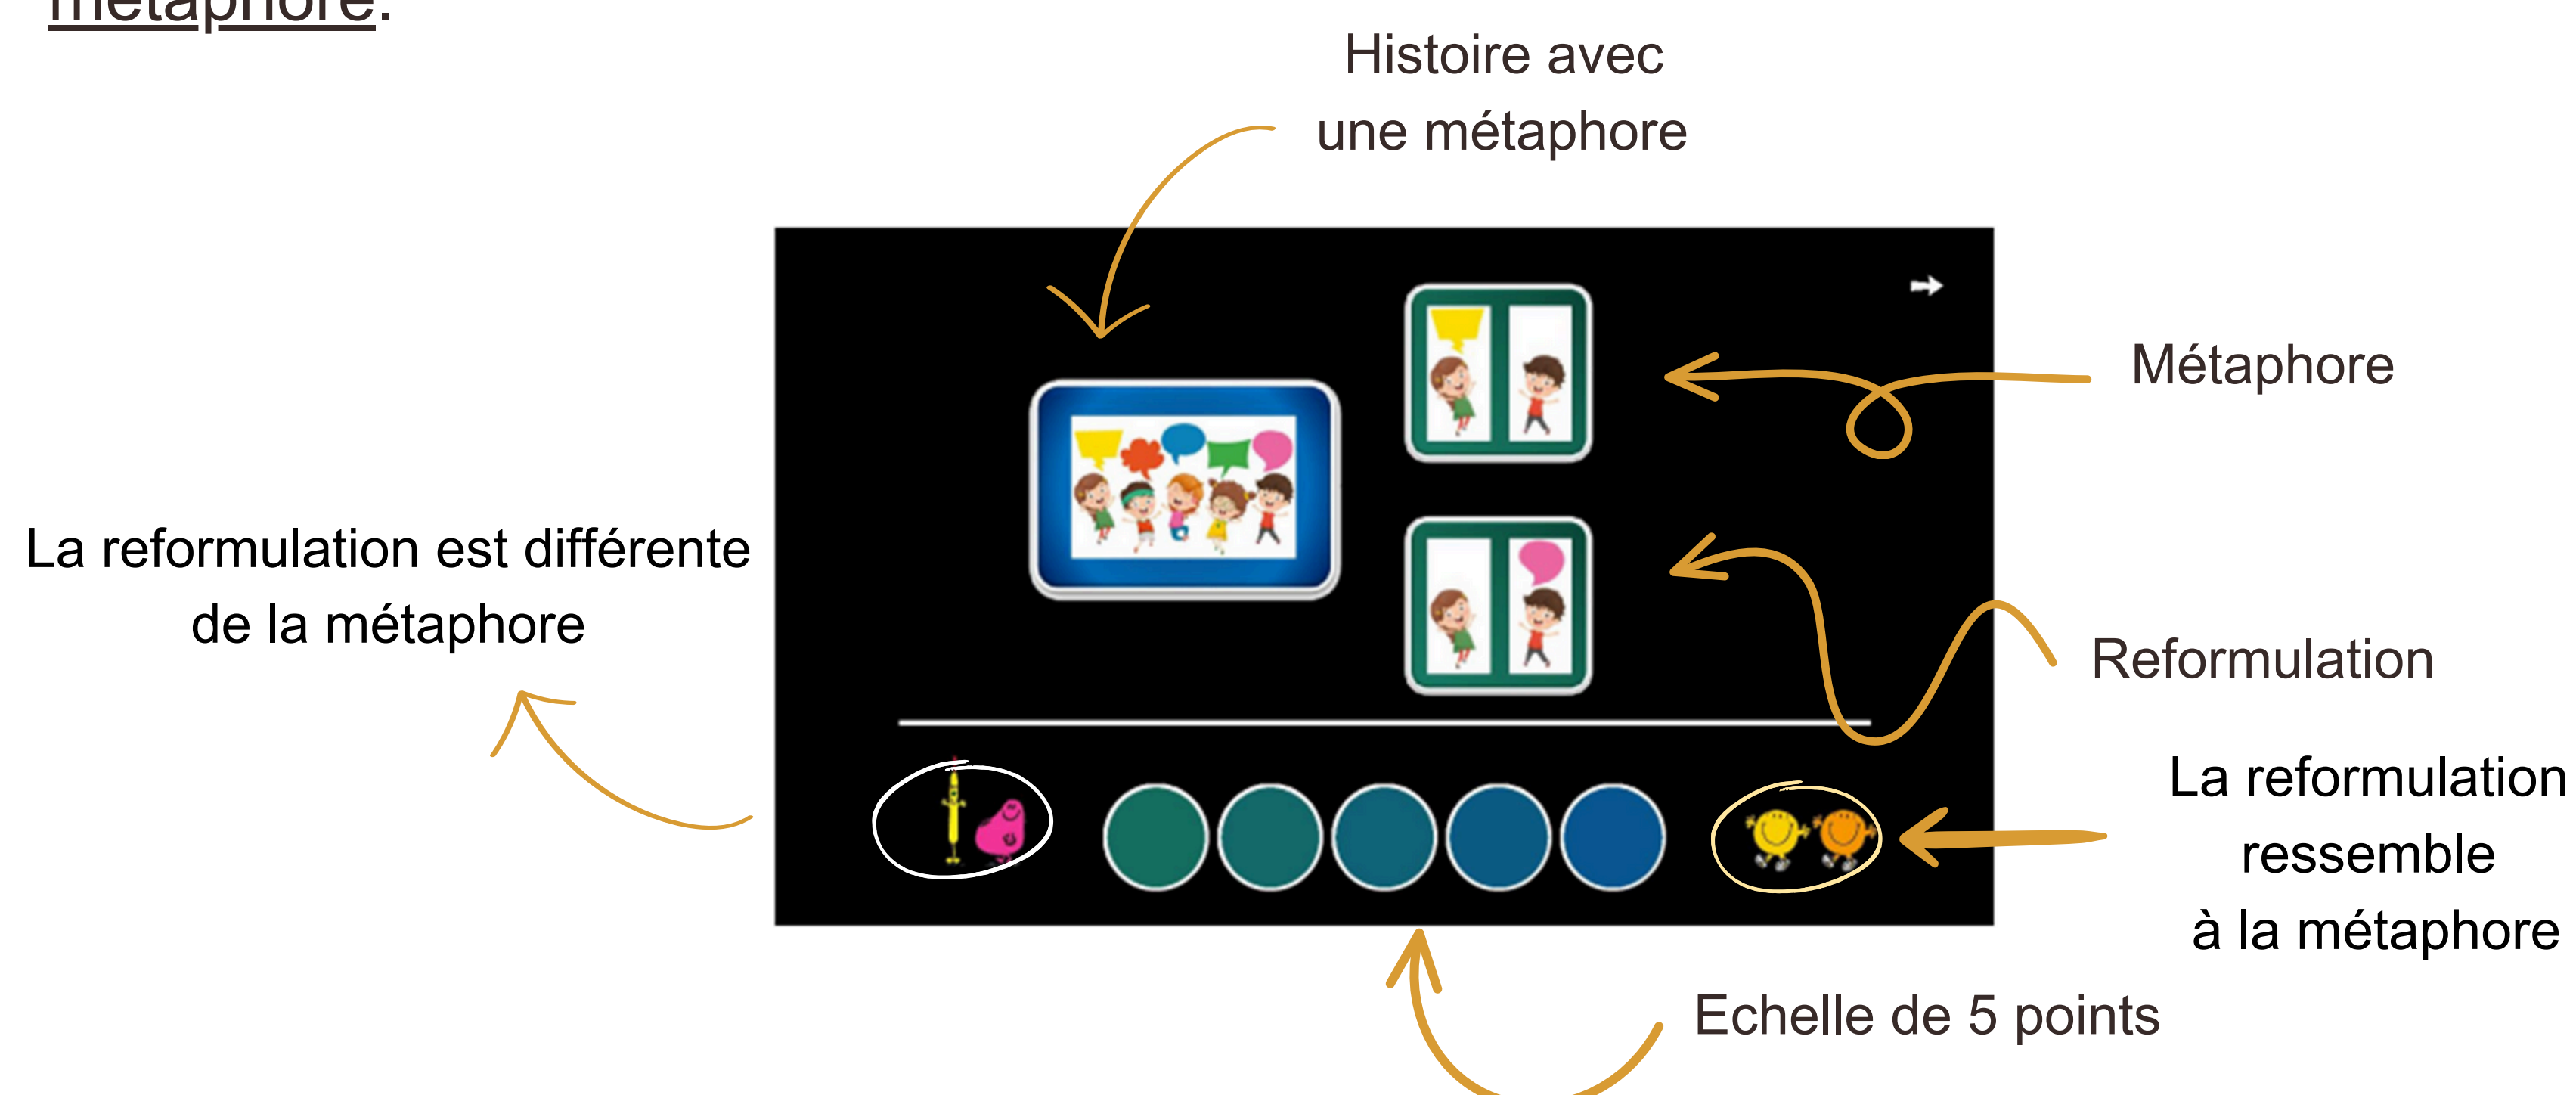 métaphore.
Histoire avec
une métaphore
Métaphore
La reformulation est différente
de la métaphore
Reformulation
La reformulation
ressemble
à la métaphore
Echelle de 5 points